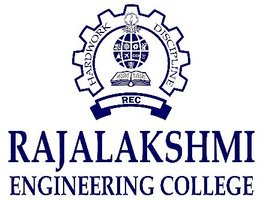 HARDWORK DISCIPLINE
REC
RAJALAKSHMI
ENGINEERING COLLEGE